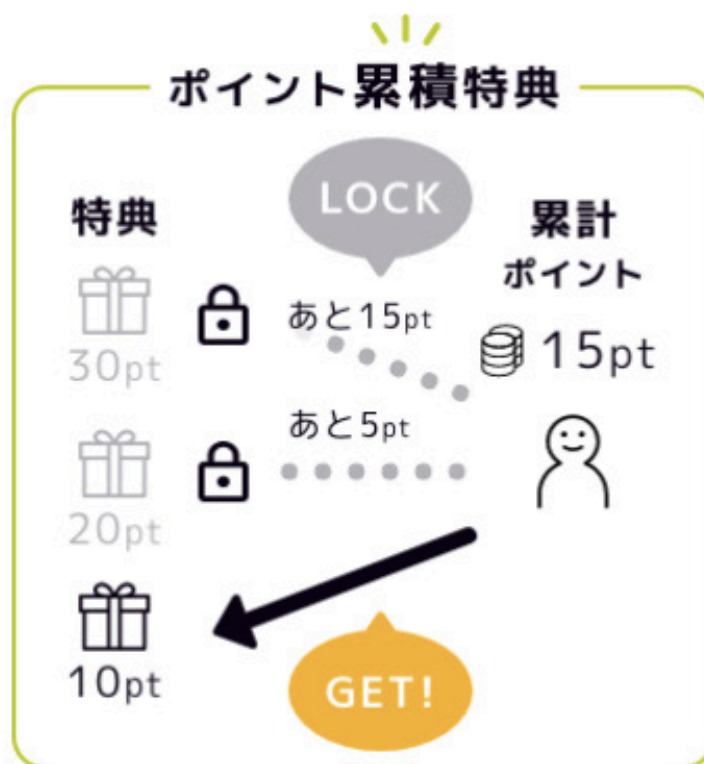 ポイント累積特典
LOCK
特典
累計
ポイント
あと15pt
15pt
30pt
あと5pt
20pt
10pt
GET!